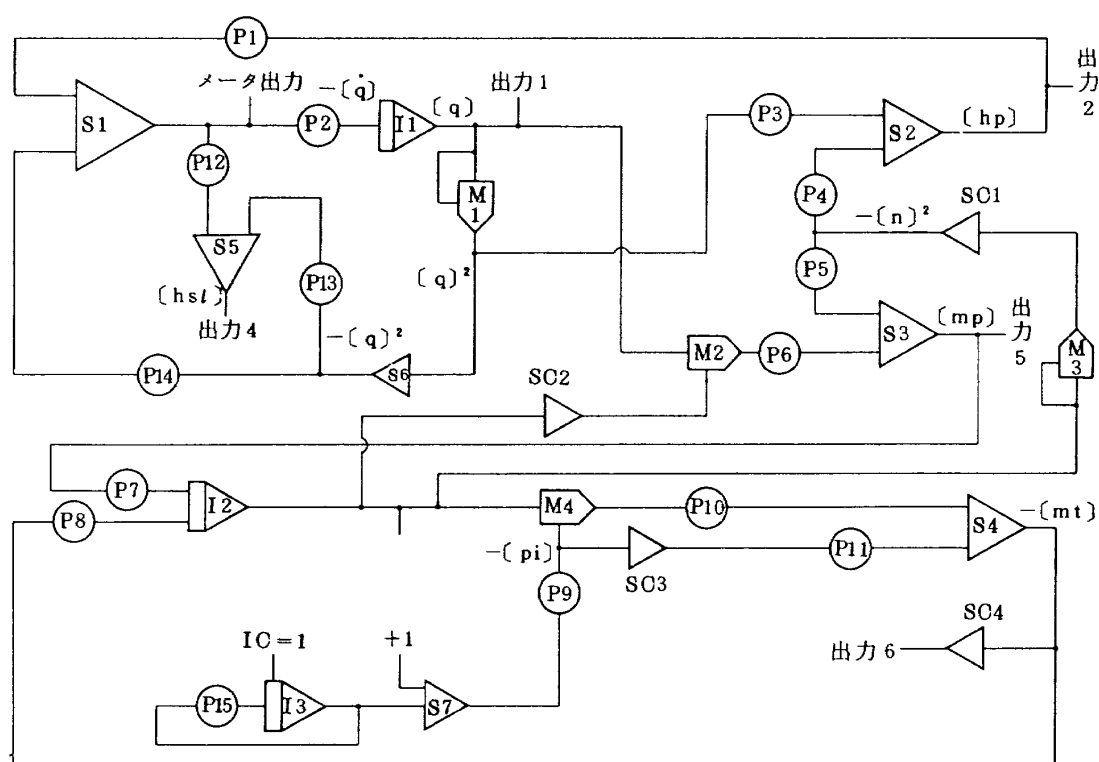 P1
メータ出力
−〔q̇〕
〔q〕
出力1
出力2
S1
P2
I1
P3
S2
〔hp〕
P12
M1
P4
SC1
−〔n〕²
S5
P13
〔q〕²
P5
〔hsl〕
出力4
−〔q〕²
S3
〔mp〕
出力5
M2
P6
M3
P14
S6
SC2
P7
I2
P8
M4
P10
S4
−〔mt〕
−〔pi〕
SC3
P11
P9
SC4
IC=1
+1
出力6
P15
I3
S7